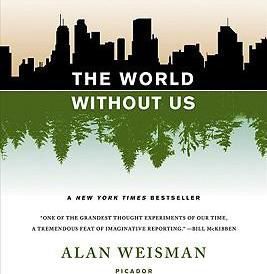 THE WORLD
WITHOUT US
A NEW YORK TIMES BESTSELLER
"ONE OF THE GRANDEST THOUGHT EXPERIMENTS OF OUR TIME,
A TREMENDOUS FEAT OF IMAGINATIVE REPORTING." —BILL McKIBBEN
ALAN WEISMAN
PICADOR